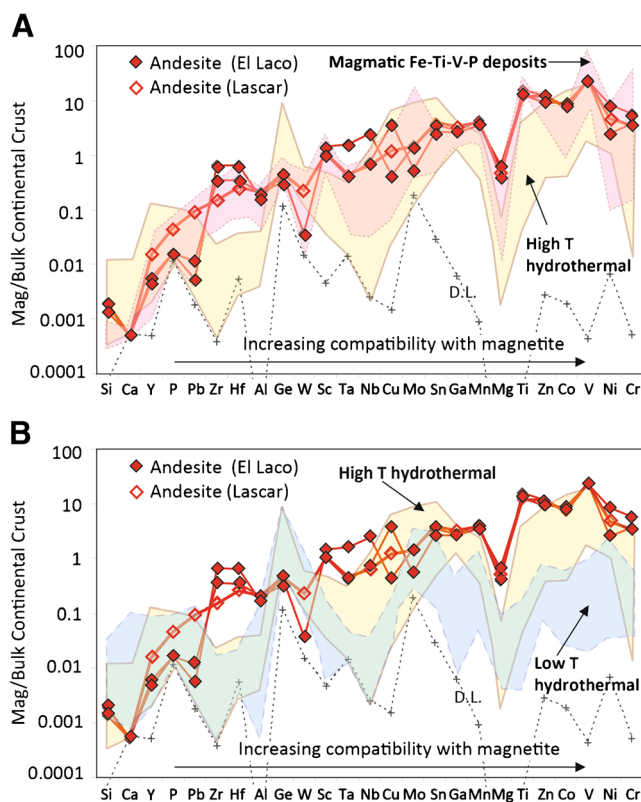 A
100
10
1
0.1
0.01
0.001
0.0001
Mag/Bulk Continental Crust
Andesite (El Laco)
Andesite (Lascar)
Magmatic Fe-Ti-V-P deposits
High T
hydrothermal
D.L.
Increasing compatibility with magnetite
Si Ca Y P Pb Zr Hf Al Ge W Sc Ta Nb Cu Mo Sn Ga Mn Mg Ti Zn Co V Ni Cr
B
100
10
1
0.1
0.01
0.001
0.0001
Mag/Bulk Continental Crust
Andesite (El Laco)
Andesite (Lascar)
High T hydrothermal
Low T
hydrothermal
D.L.
Increasing compatibility with magnetite
Si Ca Y P Pb Zr Hf Al Ge W Sc Ta Nb Cu Mo Sn Ga Mn Mg Ti Zn Co V Ni Cr